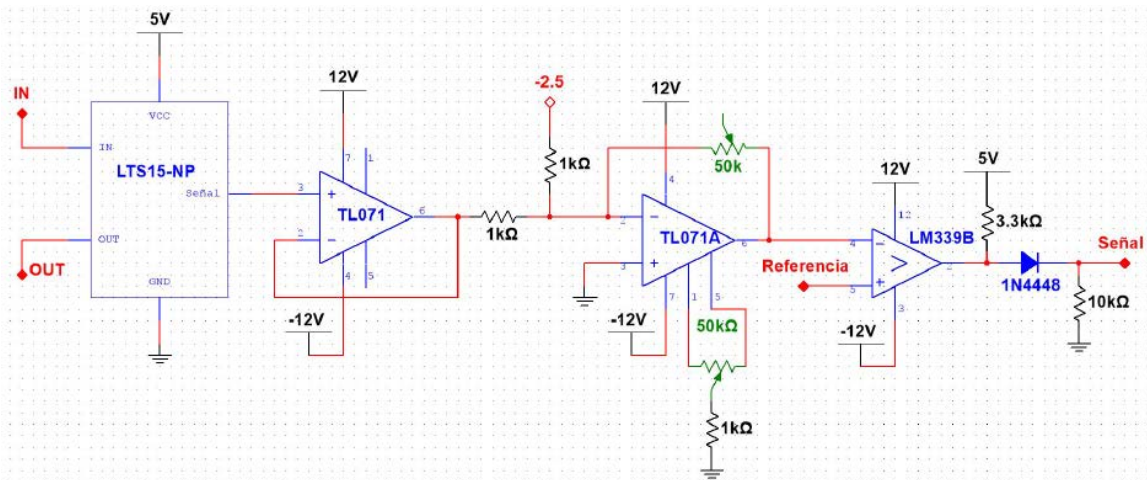 5V
IN
VCC
IN
LTS15-NP
Señal
OUT
OUT
GND
12V
7
1
3
+
TL071
6
2
−
4
5
-12V
1kΩ
-2.5
1kΩ
12V
50k
4
2
−
TL071A
6
3
+
7
1
5
-12V
50kΩ
1kΩ
12V
12
LM339B
4
−
>
2
Referencia
5
+
3
-12V
5V
3.3kΩ
1N4448
Señal
10kΩ